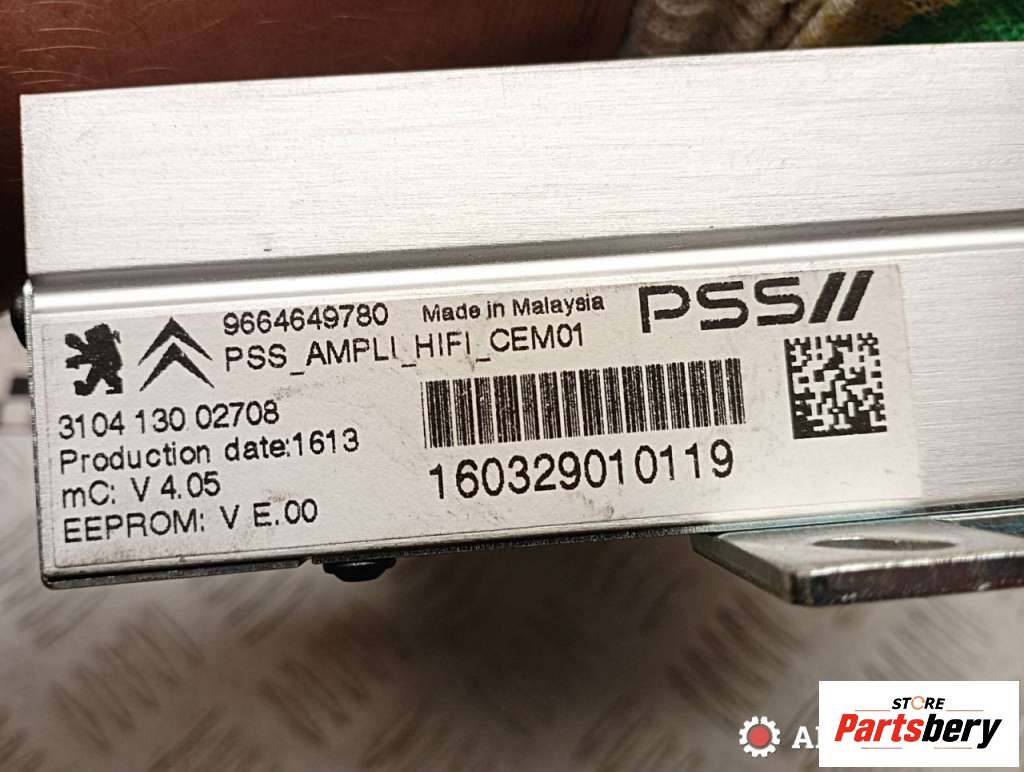 9664649780 Made in Malaysia PSS//
PSS_AMPLI_HIFI_CEM01
3104 130 02708
Production date:1613
mC: V 4.05
EEPROM: V E.00
160329010119
STORE
Partsbery